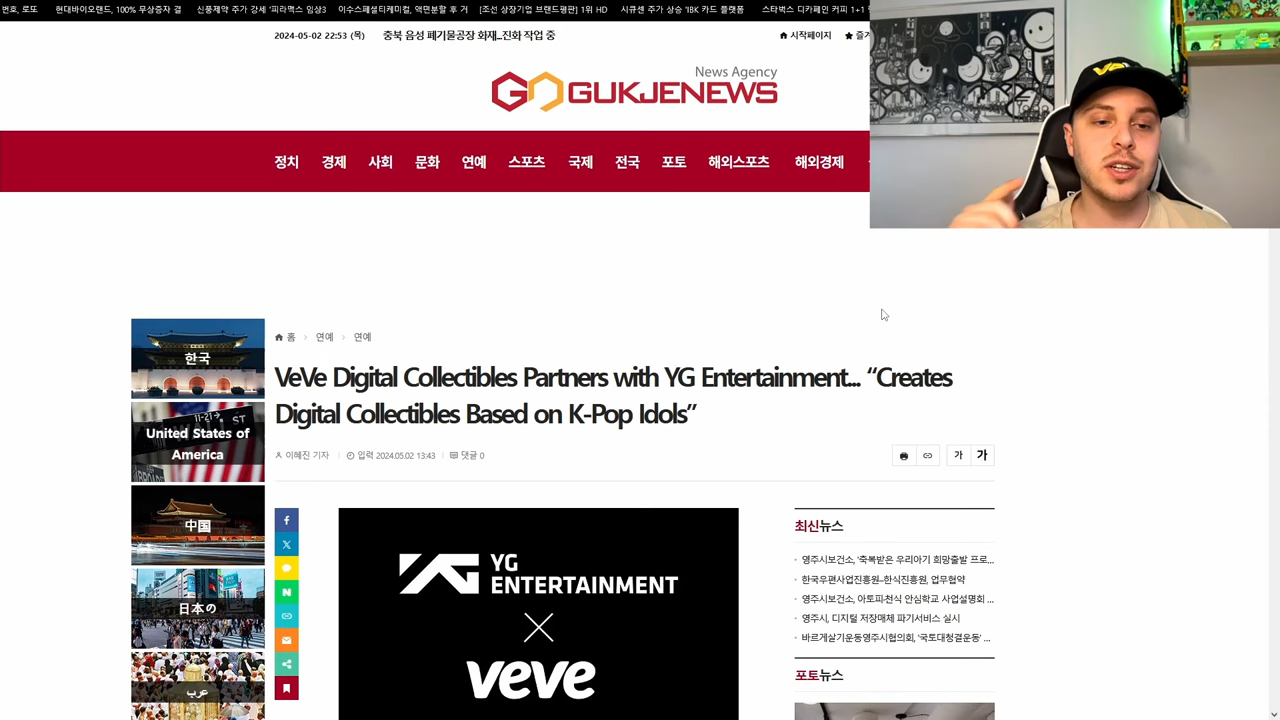 번호, 로또 현대바이오랜드, 100% 무상증자 결 신풍제약 주가 강세 '피라맥스 임상3 이수스페셜티케미컬, 액면분할 후 거 [조선 상장기업 브랜드평판] 1위 HD 시큐센 주가 상승 'IBK 카드 플랫폼 스타벅스 디카페인 커피 1+1
2024-05-02 22:53 (목) 충북 음성 폐기물공장 화재...진화 작업 중 시작페이지
News Agency
GUKJENEWS
정치 경제 사회 문화 연예 스포츠 국제 전국 포토 해외스포츠 해외경제
veve
홈 연예 연예
VeVe Digital Collectibles Partners with YG Entertainment... “Creates
Digital Collectibles Based on K-Pop Idols”
이혜진 기자 입력 2024.05.02 13:43 댓글 0
가 가
한국
11-21 ST
United States of
America
中国
日本の
عرب
YG
ENTERTAINMENT
veve
최신뉴스
영주시보건소, '축복받은 우리아기 희망출발 프로...
한국우편사업진흥원-한식진흥원, 업무협약
영주시보건소, 아토피·천식 안심학교 사업설명회 ...
영주시, 디지털 저장매체 파기서비스 실시
바르게살기운동영주시협의회, '국토대청결운동' ...
포토뉴스